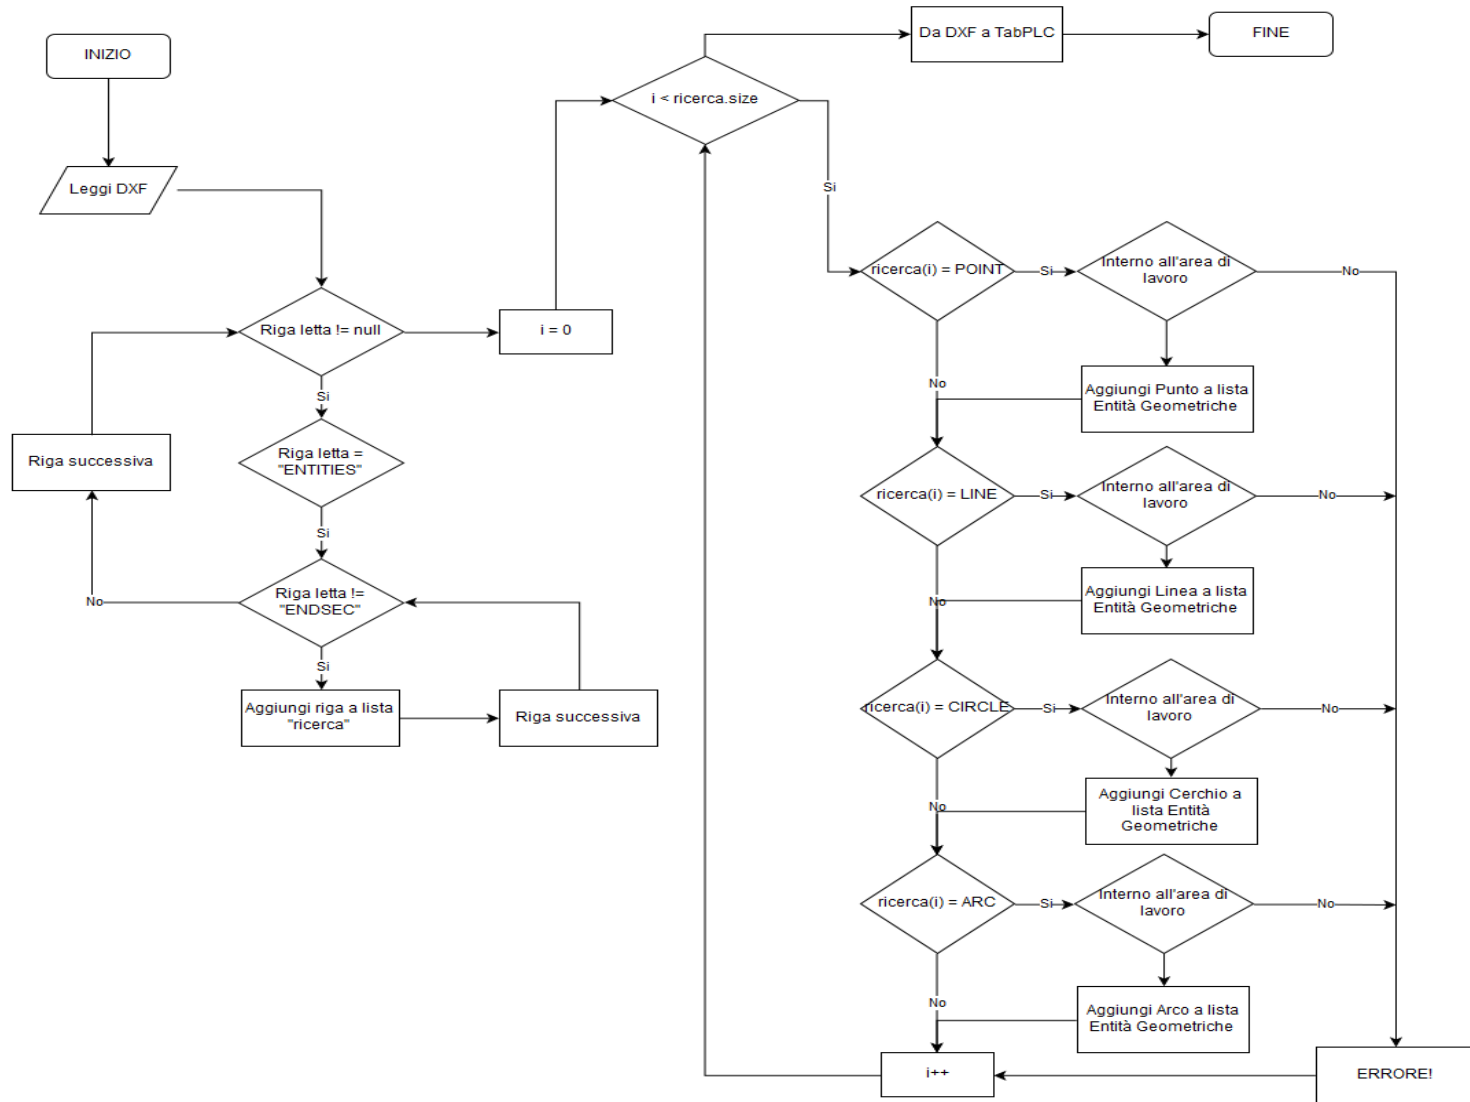 INIZIO
Leggi DXF
Riga letta != null
Si
Riga letta =
"ENTITIES"
Si
Riga letta !=
"ENDSEC"
No
Si
Riga successiva
Aggiungi riga a lista
"ricerca"
Riga successiva
i = 0
i < ricerca.size
Da DXF a TabPLC
FINE
Si
ricerca(i) = POINT
Si
Interno all'area di
lavoro
No
No
Aggiungi Punto a lista
Entità Geometriche
ricerca(i) = LINE
Si
Interno all'area di
lavoro
No
No
Aggiungi Linea a lista
Entità Geometriche
ricerca(i) = CIRCLE
Si
Interno all'area di
lavoro
No
No
Aggiungi Cerchio a
lista Entità
Geometriche
ricerca(i) = ARC
Si
Interno all'area di
lavoro
No
No
Aggiungi Arco a lista
Entità Geometriche
i++
ERRORE!